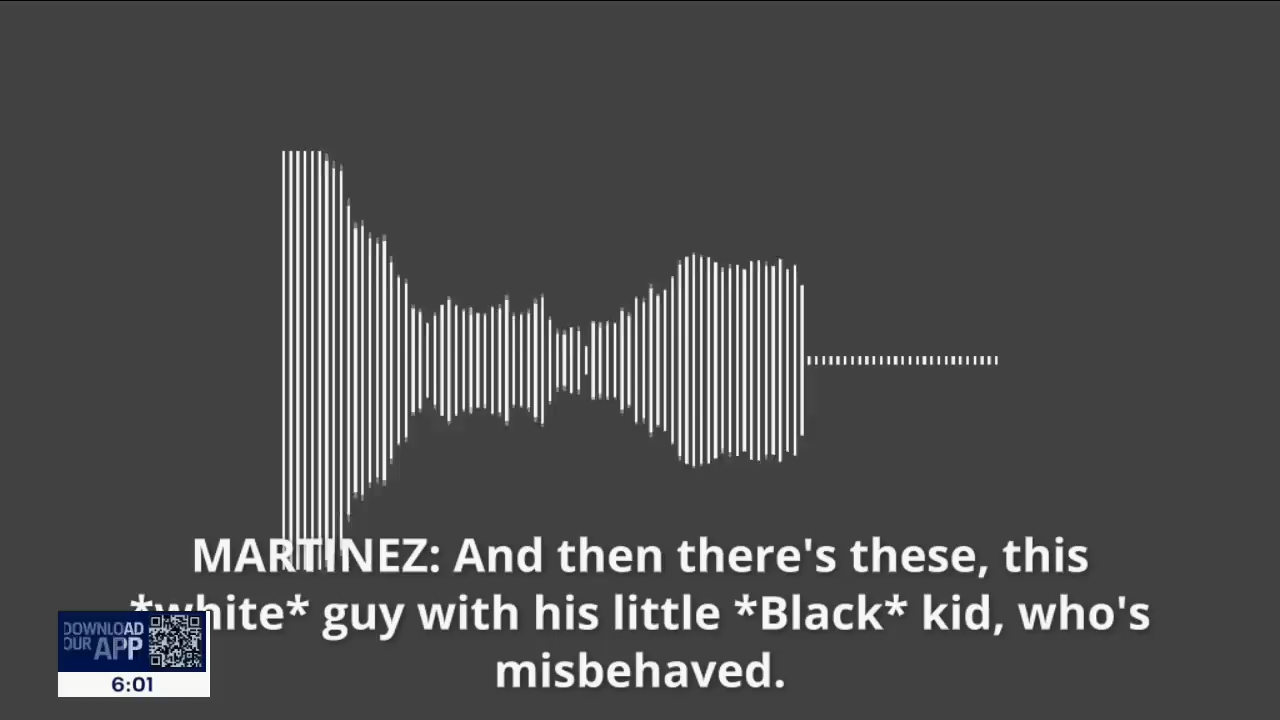 MARTINEZ: And then there's these, this
*white* guy with his little *Black* kid, who's
misbehaved.
DOWNLOAD
OUR APP
6:01